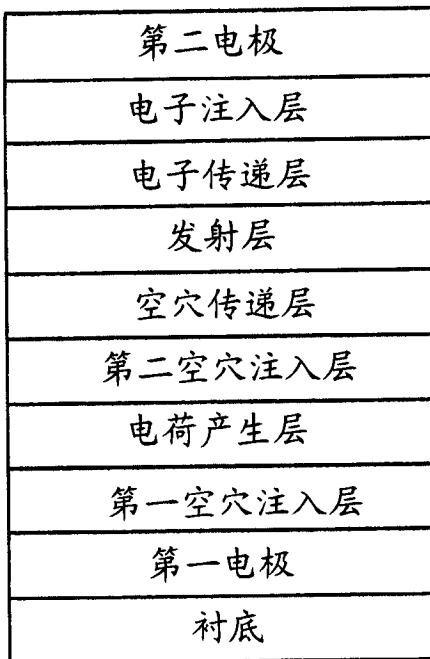 第二电极
电子注入层
电子传递层
发射层
空穴传递层
第二空穴注入层
电荷产生层
第一空穴注入层
第一电极
衬底